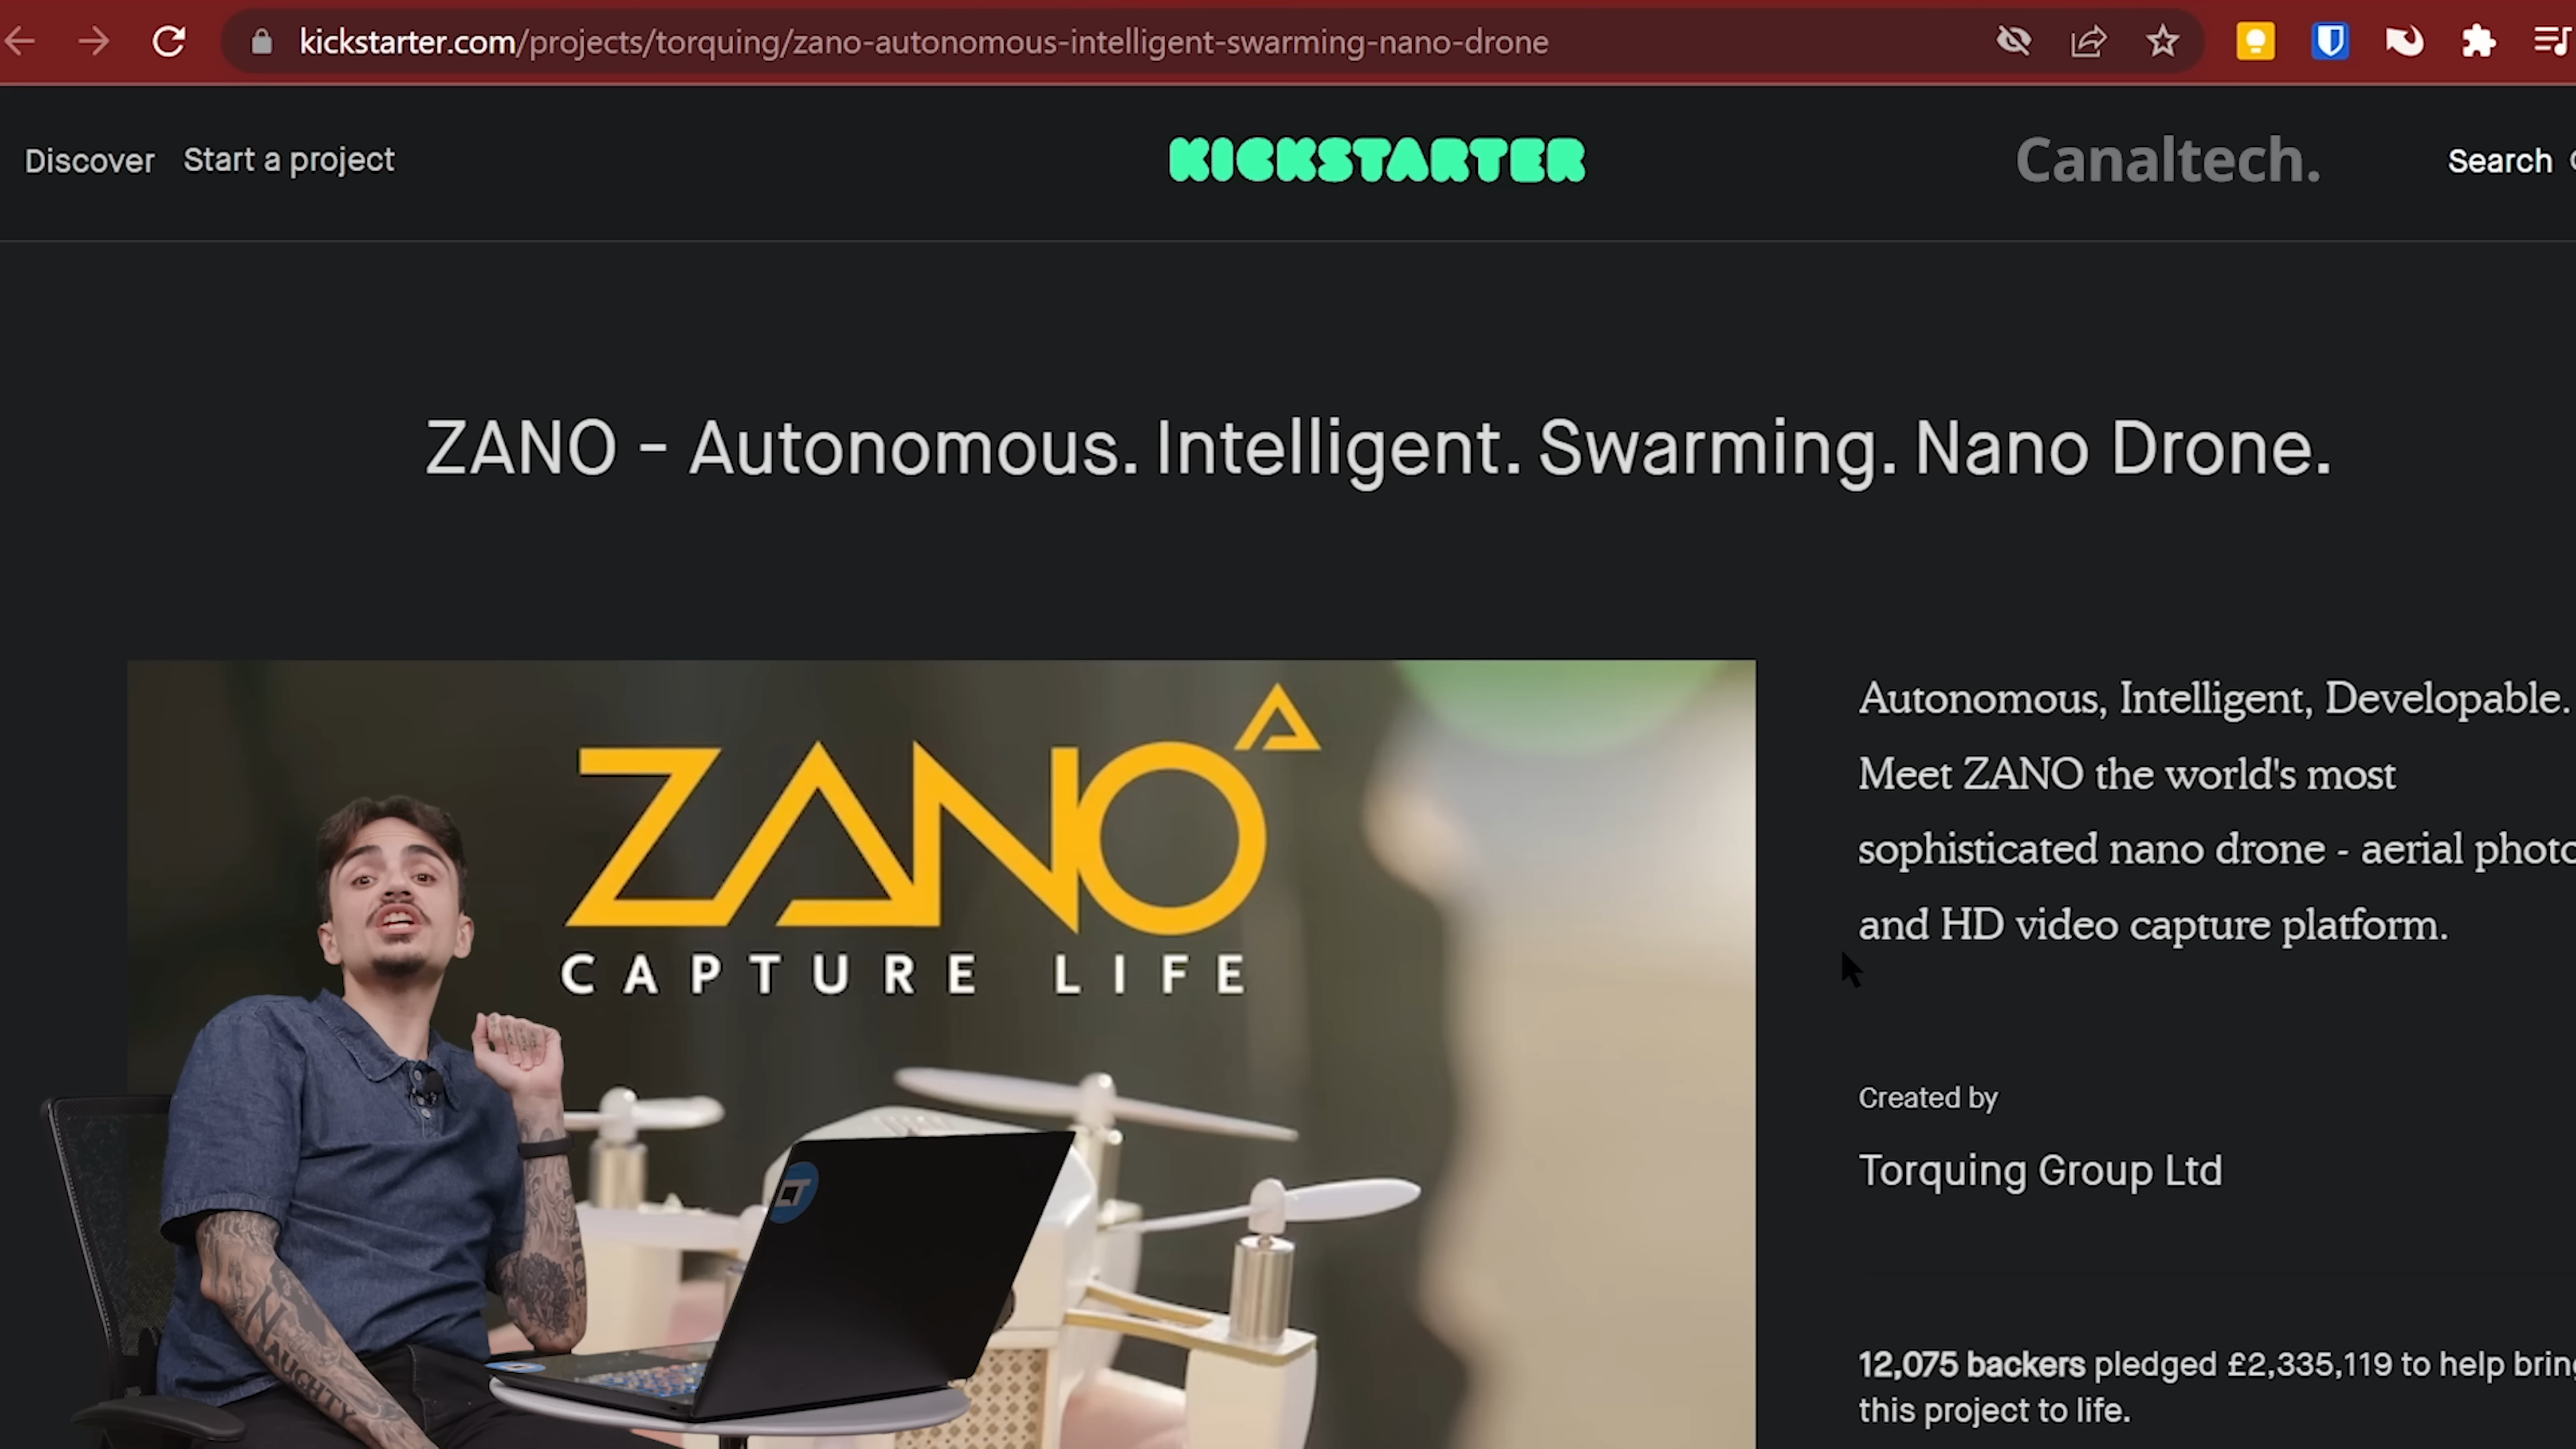 kickstarter.com/projects/torquing/zano-autonomous-intelligent-swarming-nano-drone
Discover Start a project KICKSTARTER Canaltech. Search
ZANO - Autonomous. Intelligent. Swarming. Nano Drone.
ZANO
CAPTURE LIFE
Autonomous, Intelligent, Developable.
Meet ZANO the world's most
sophisticated nano drone - aerial photo
and HD video capture platform.
Created by
Torquing Group Ltd
12,075 backers pledged £2,335,119 to help bring
this project to life.
CT
NAUGHTY